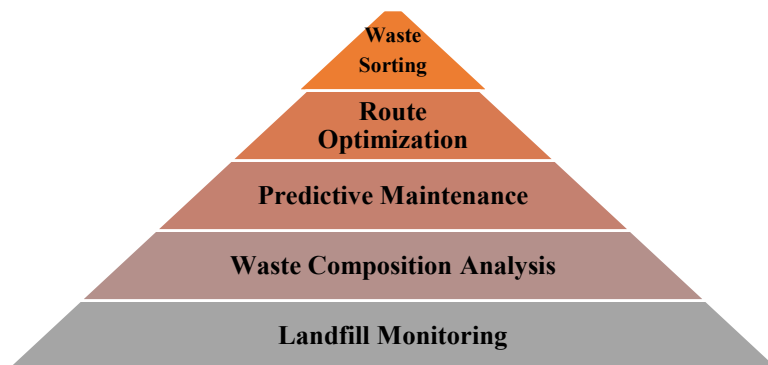 Waste
Sorting
Route
Optimization
Predictive Maintenance
Waste Composition Analysis
Landfill Monitoring